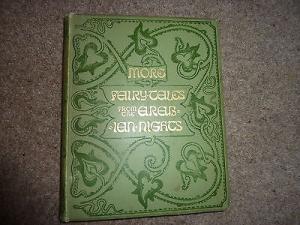 MORE
FAIRY·TALES
FROM THE ARAB
·IAN·NIGHTS